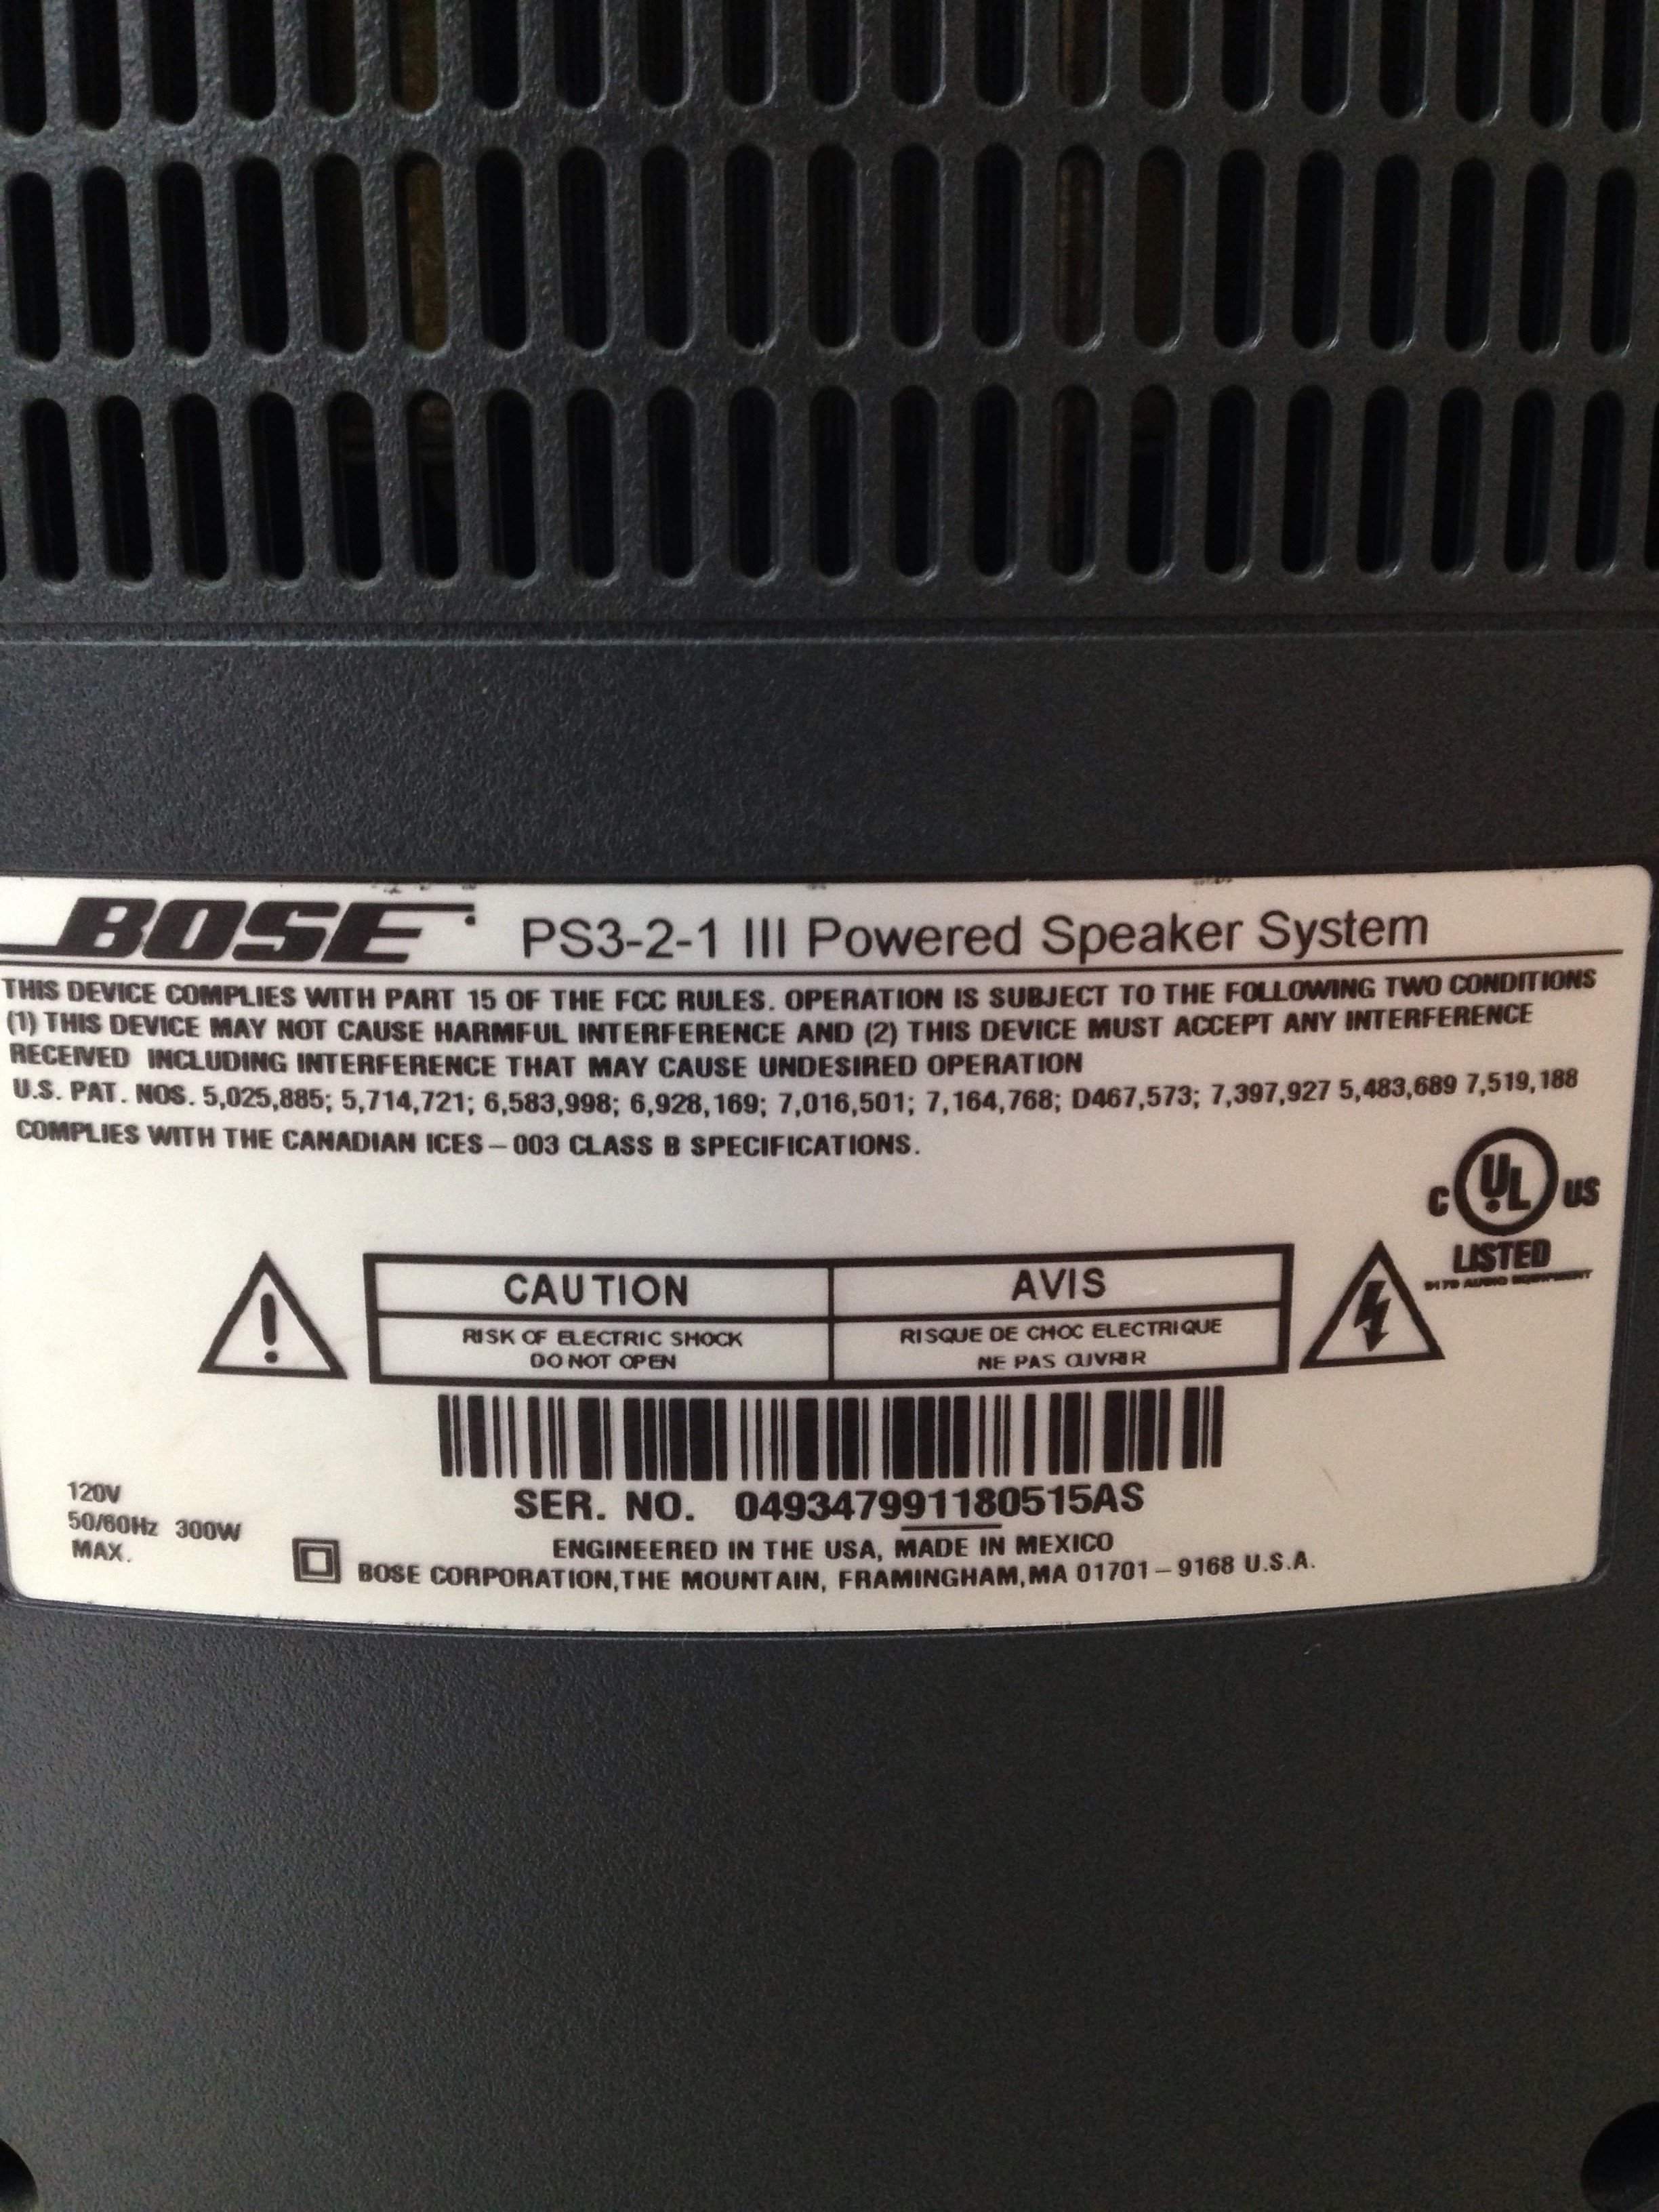 BOSE PS3-2-1 III Powered Speaker System
THIS DEVICE COMPLIES WITH PART 15 OF THE FCC RULES. OPERATION IS SUBJECT TO THE FOLLOWING TWO CONDITIONS
(1) THIS DEVICE MAY NOT CAUSE HARMFUL INTERFERENCE AND (2) THIS DEVICE MUST ACCEPT ANY INTERFERENCE
RECEIVED INCLUDING INTERFERENCE THAT MAY CAUSE UNDESIRED OPERATION
U.S. PAT. NOS. 5,025,885; 5,714,721; 6,583,998; 6,928,169; 7,016,501; 7,164,768; D467,573; 7,397,927 5,483,689 7,519,188
COMPLIES WITH THE CANADIAN ICES-003 CLASS B SPECIFICATIONS.
C UL US
LISTED
9178 AUDIO EQUIPMENT
CAUTION
RISK OF ELECTRIC SHOCK
DO NOT OPEN
AVIS
RISQUE DE CHOC ELECTRIQUE
NE PAS OUVRIR
SER. NO. 049347991180515AS
120V
50/60Hz 300W
MAX.
ENGINEERED IN THE USA, MADE IN MEXICO
BOSE CORPORATION, THE MOUNTAIN, FRAMINGHAM, MA 01701-9168 U.S.A.